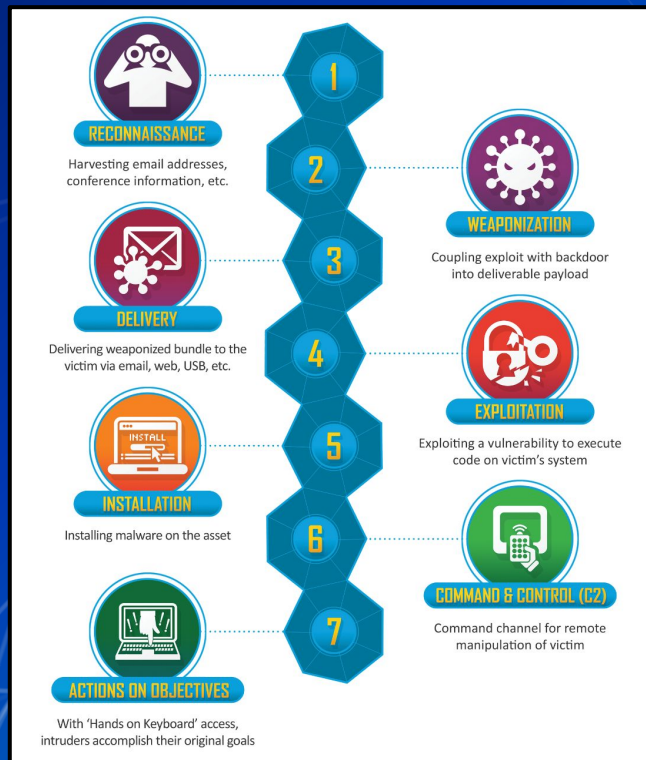 1
RECONNAISSANCE
Harvesting email addresses,
conference information, etc.
2
WEAPONIZATION
Coupling exploit with backdoor
into deliverable payload
3
DELIVERY
Delivering weaponized bundle to the
victim via email, web, USB, etc.
4
EXPLOITATION
Exploiting a vulnerability to execute
code on victim's system
5
INSTALL
INSTALLATION
Installing malware on the asset
6
COMMAND & CONTROL (C2)
Command channel for remote
manipulation of victim
7
ACTIONS ON OBJECTIVES
With 'Hands on Keyboard' access,
intruders accomplish their original goals